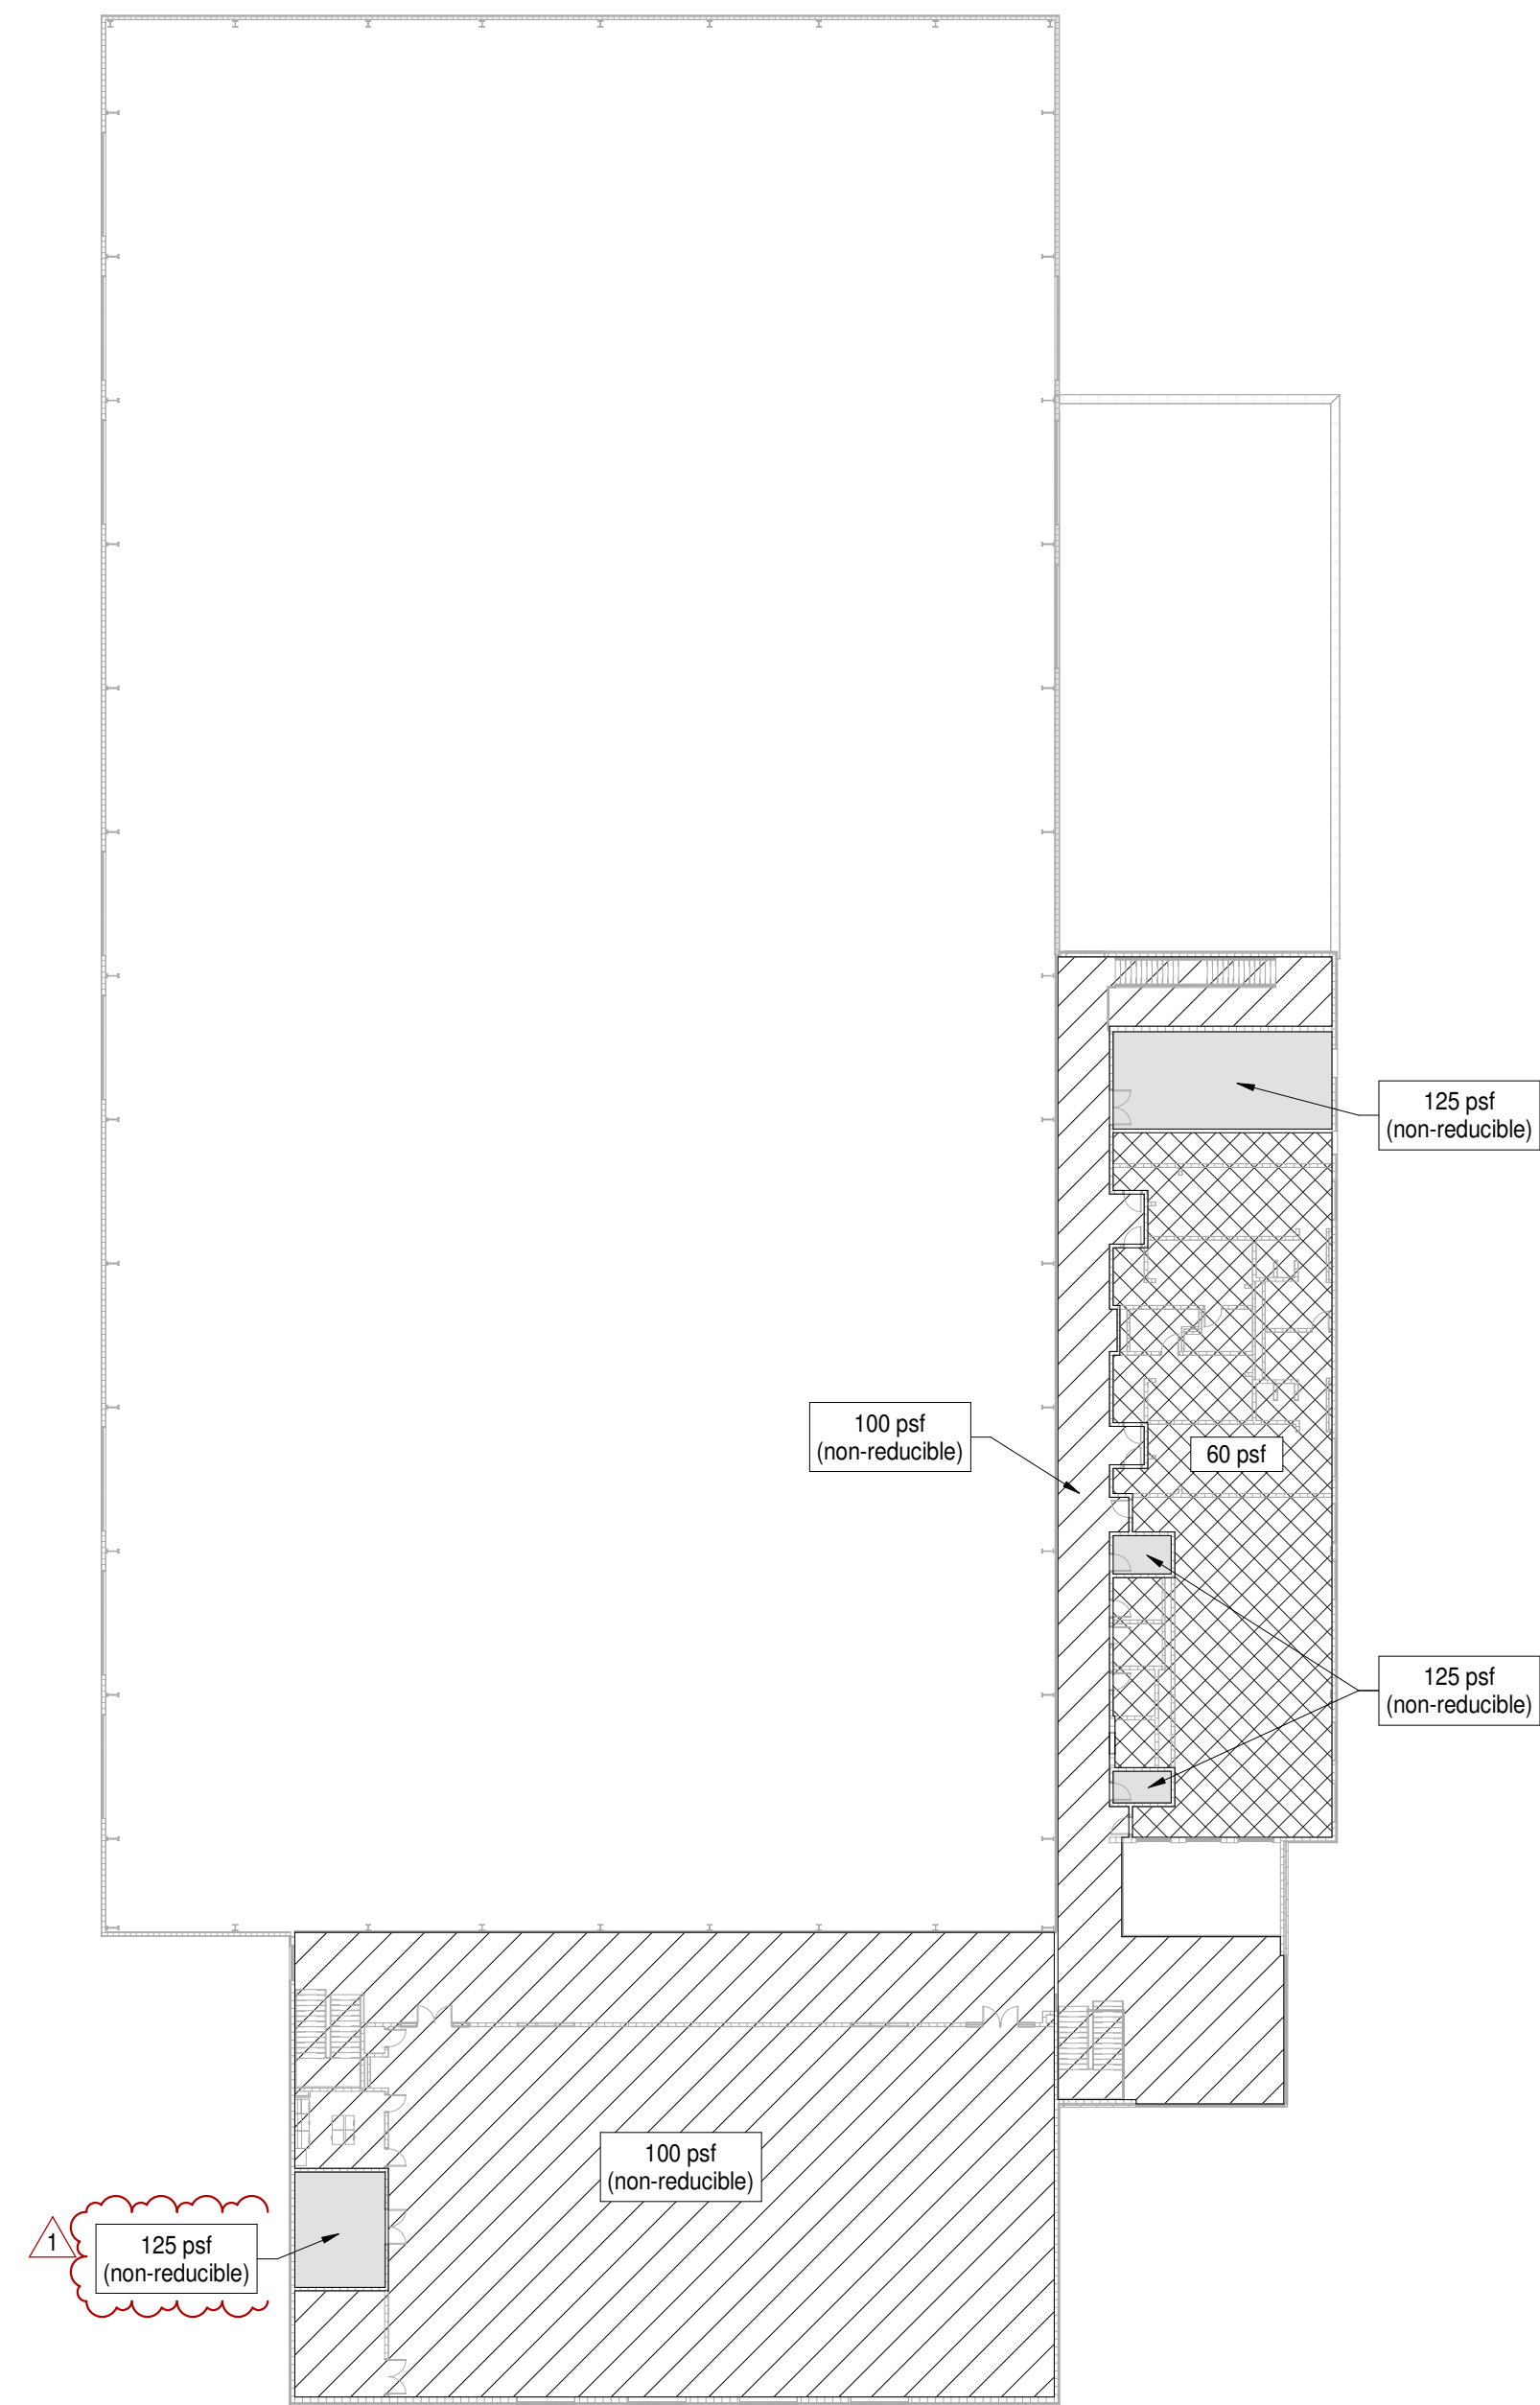 125 psf
(non-reducible)
100 psf
(non-reducible)
60 psf
125 psf
(non-reducible)
100 psf
(non-reducible)
1
125 psf
(non-reducible)